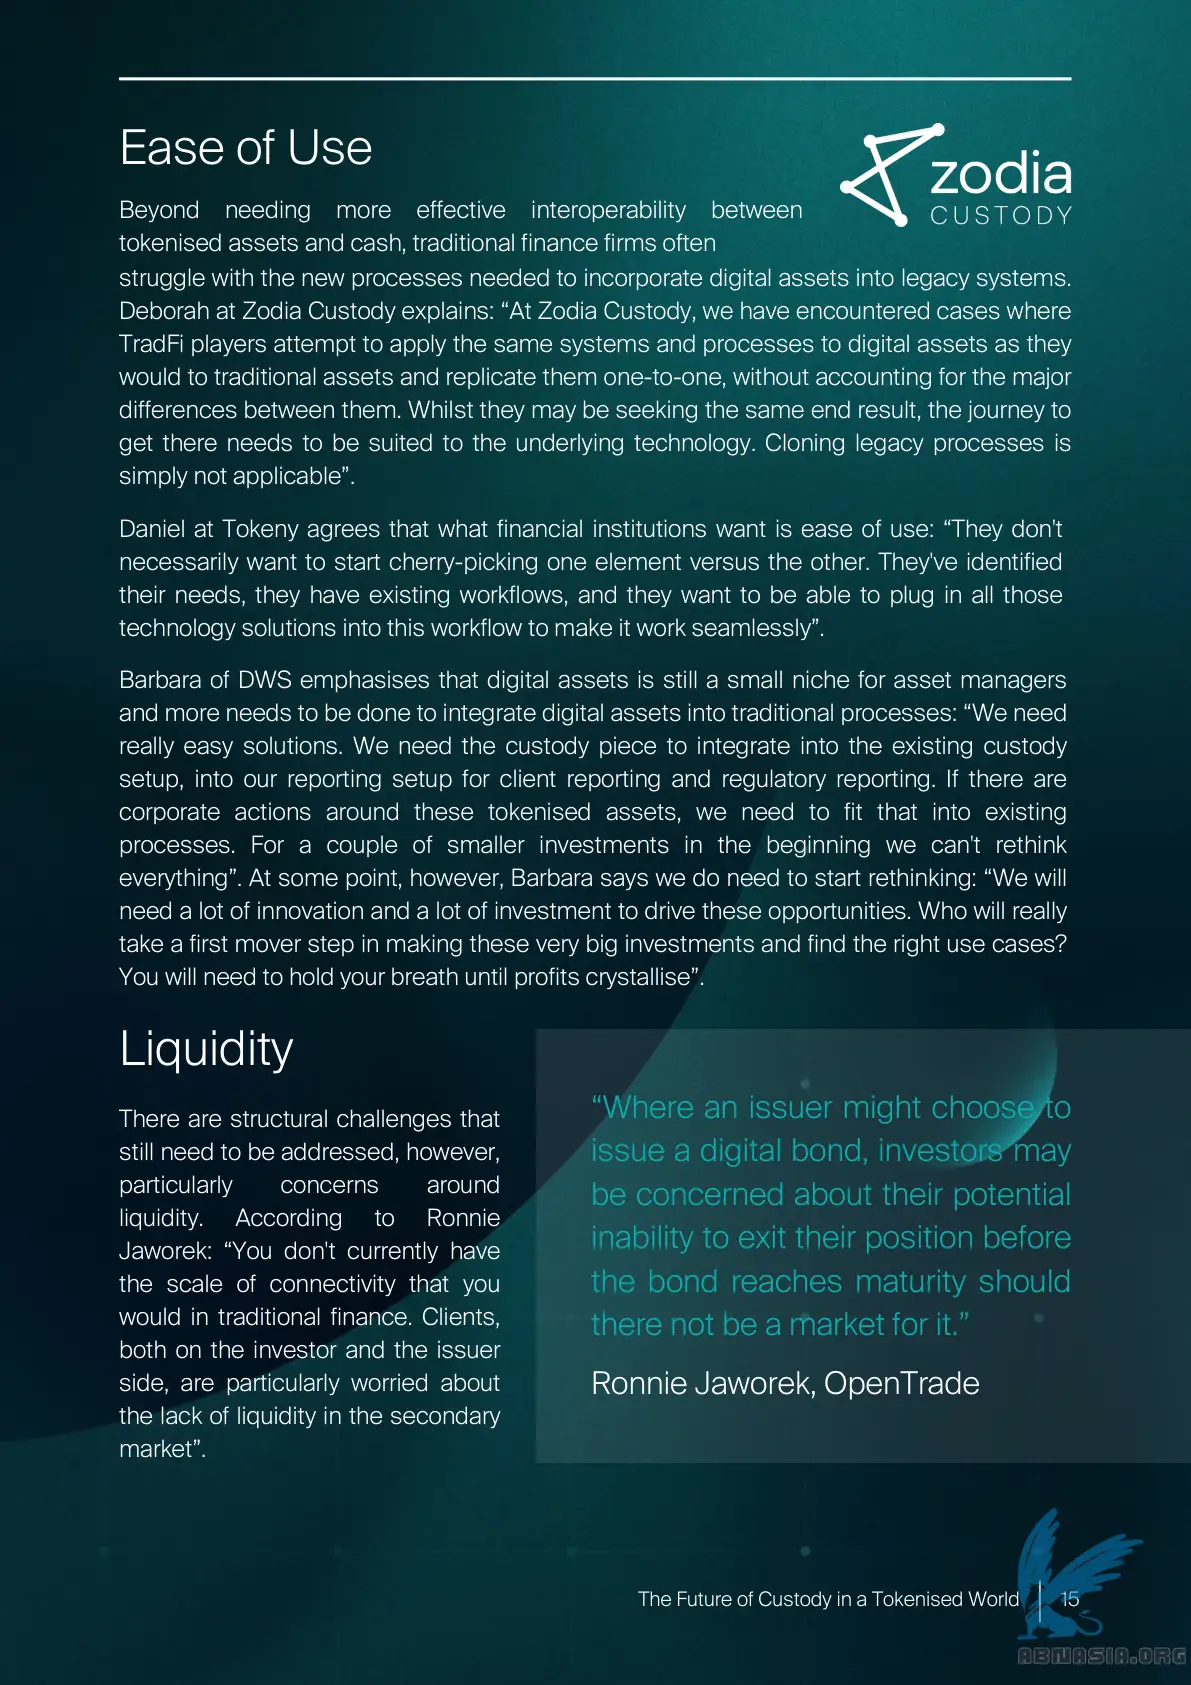 Ease of Use
zodia
CUSTODY
Beyond needing more effective interoperability between
tokenised assets and cash, traditional finance firms often
struggle with the new processes needed to incorporate digital assets into legacy systems.
Deborah at Zodia Custody explains: “At Zodia Custody, we have encountered cases where
TradFi players attempt to apply the same systems and processes to digital assets as they
would to traditional assets and replicate them one-to-one, without accounting for the major
differences between them. Whilst they may be seeking the same end result, the journey to
get there needs to be suited to the underlying technology. Cloning legacy processes is
simply not applicable”.
Daniel at Tokeny agrees that what financial institutions want is ease of use: “They don't
necessarily want to start cherry-picking one element versus the other. They've identified
their needs, they have existing workflows, and they want to be able to plug in all those
technology solutions into this workflow to make it work seamlessly”.
Barbara of DWS emphasises that digital assets is still a small niche for asset managers
and more needs to be done to integrate digital assets into traditional processes: “We need
really easy solutions. We need the custody piece to integrate into the existing custody
setup, into our reporting setup for client reporting and regulatory reporting. If there are
corporate actions around these tokenised assets, we need to fit that into existing
processes. For a couple of smaller investments in the beginning we can't rethink
everything”. At some point, however, Barbara says we do need to start rethinking: “We will
need a lot of innovation and a lot of investment to drive these opportunities. Who will really
take a first mover step in making these very big investments and find the right use cases?
You will need to hold your breath until profits crystallise”.
Liquidity
There are structural challenges that
still need to be addressed, however,
particularly concerns around
liquidity. According to Ronnie
Jaworek: “You don't currently have
the scale of connectivity that you
would in traditional finance. Clients,
both on the investor and the issuer
side, are particularly worried about
the lack of liquidity in the secondary
market”.
“Where an issuer might choose to
issue a digital bond, investors may
be concerned about their potential
inability to exit their position before
the bond reaches maturity should
there not be a market for it.”
Ronnie Jaworek, OpenTrade
The Future of Custody in a Tokenised World
15
ABNASIA.ORG